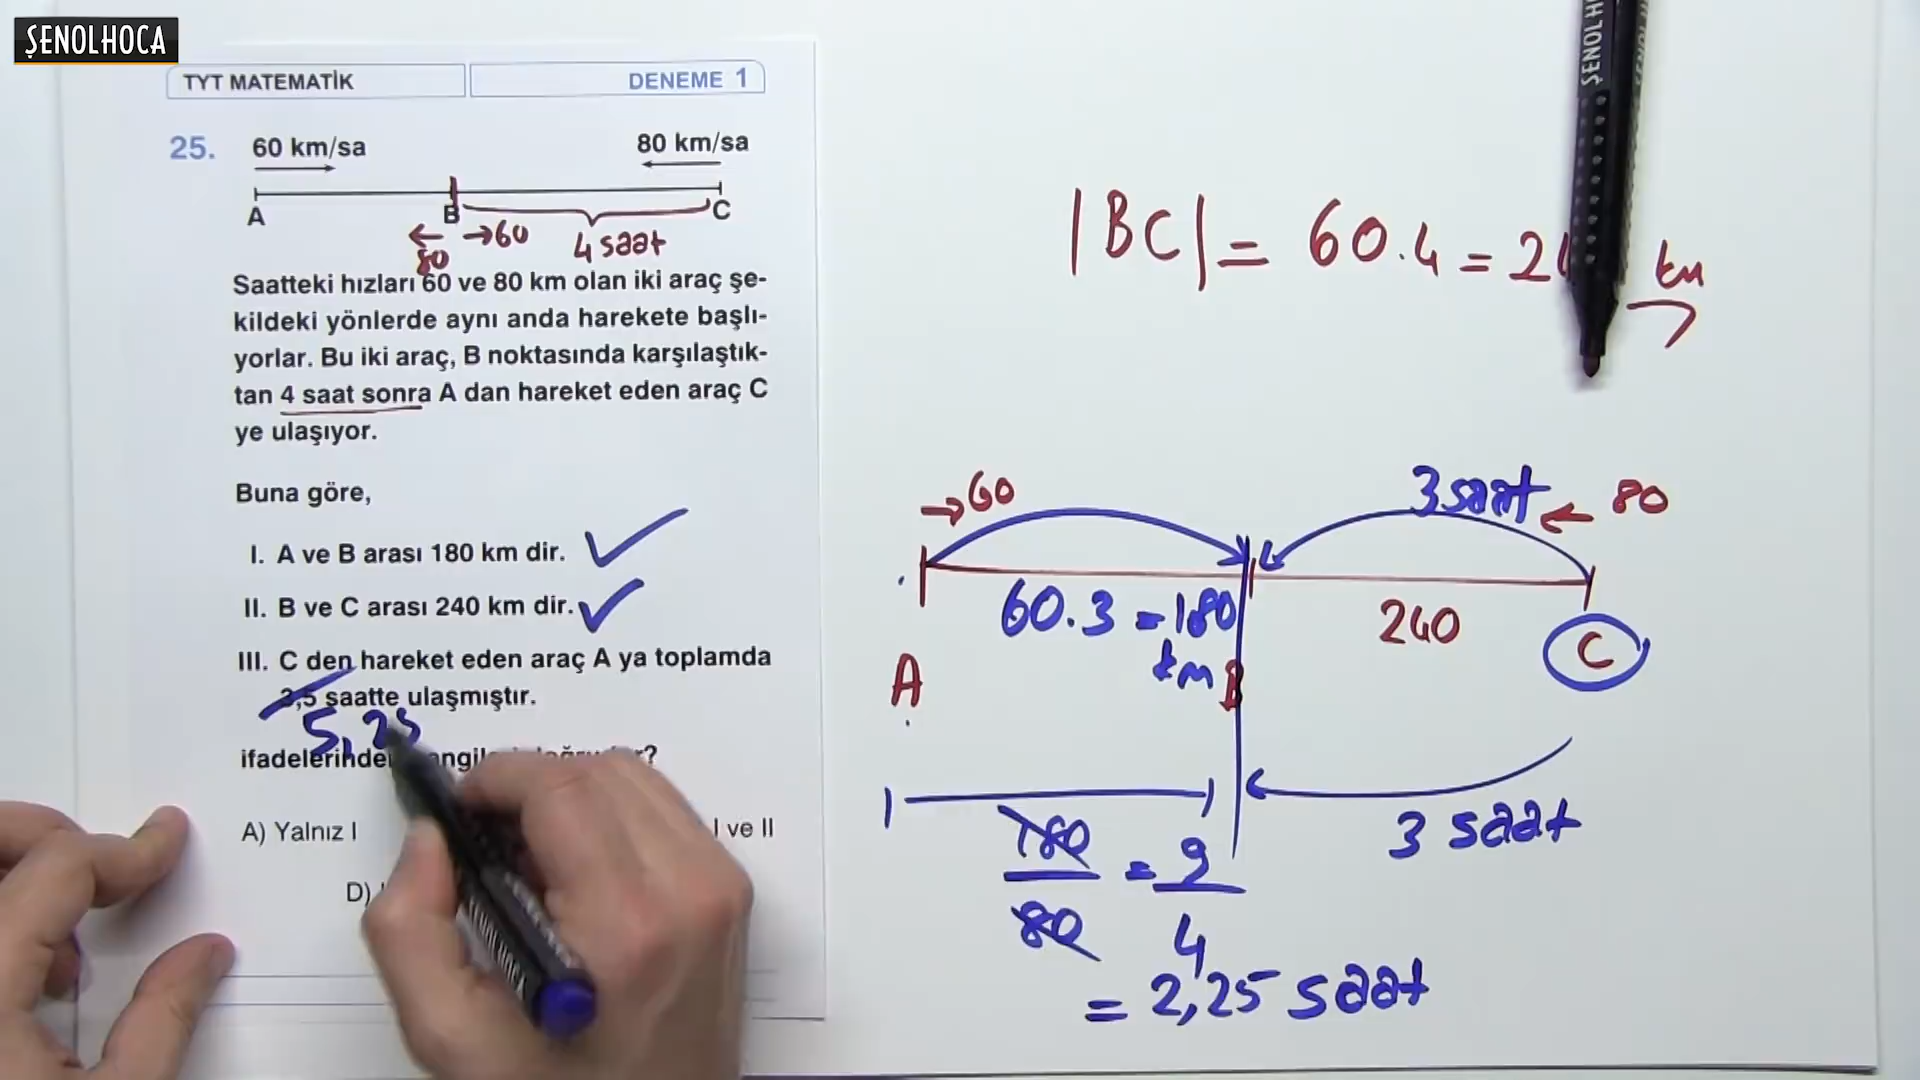 ŞENOLHOCA
TYT MATEMATİK
DENEME 1
25.
60 km/sa
80 km/sa
A
B
C
80
→60
4 saat
Saatteki hızları 60 ve 80 km olan iki araç şe-
kildeki yönlerde aynı anda harekete başlı-
yorlar. Bu iki araç, B noktasında karşılaştık-
tan 4 saat sonra A dan hareket eden araç C
ye ulaşıyor.
Buna göre,
I. A ve B arası 180 km dir.
II. B ve C arası 240 km dir.
III. C den hareket eden araç A ya toplamda
3,5 saatte ulaşmıştır.
5,25
A) Yalnız I
I ve II
D)
|BC| = 60.4 = 2
km
→60
3 saat
← 80
60.3 = 180
km
240
A
B
C
180
80
= 9
4
3 saat
= 2,25 saat
ŞENOLHOCA